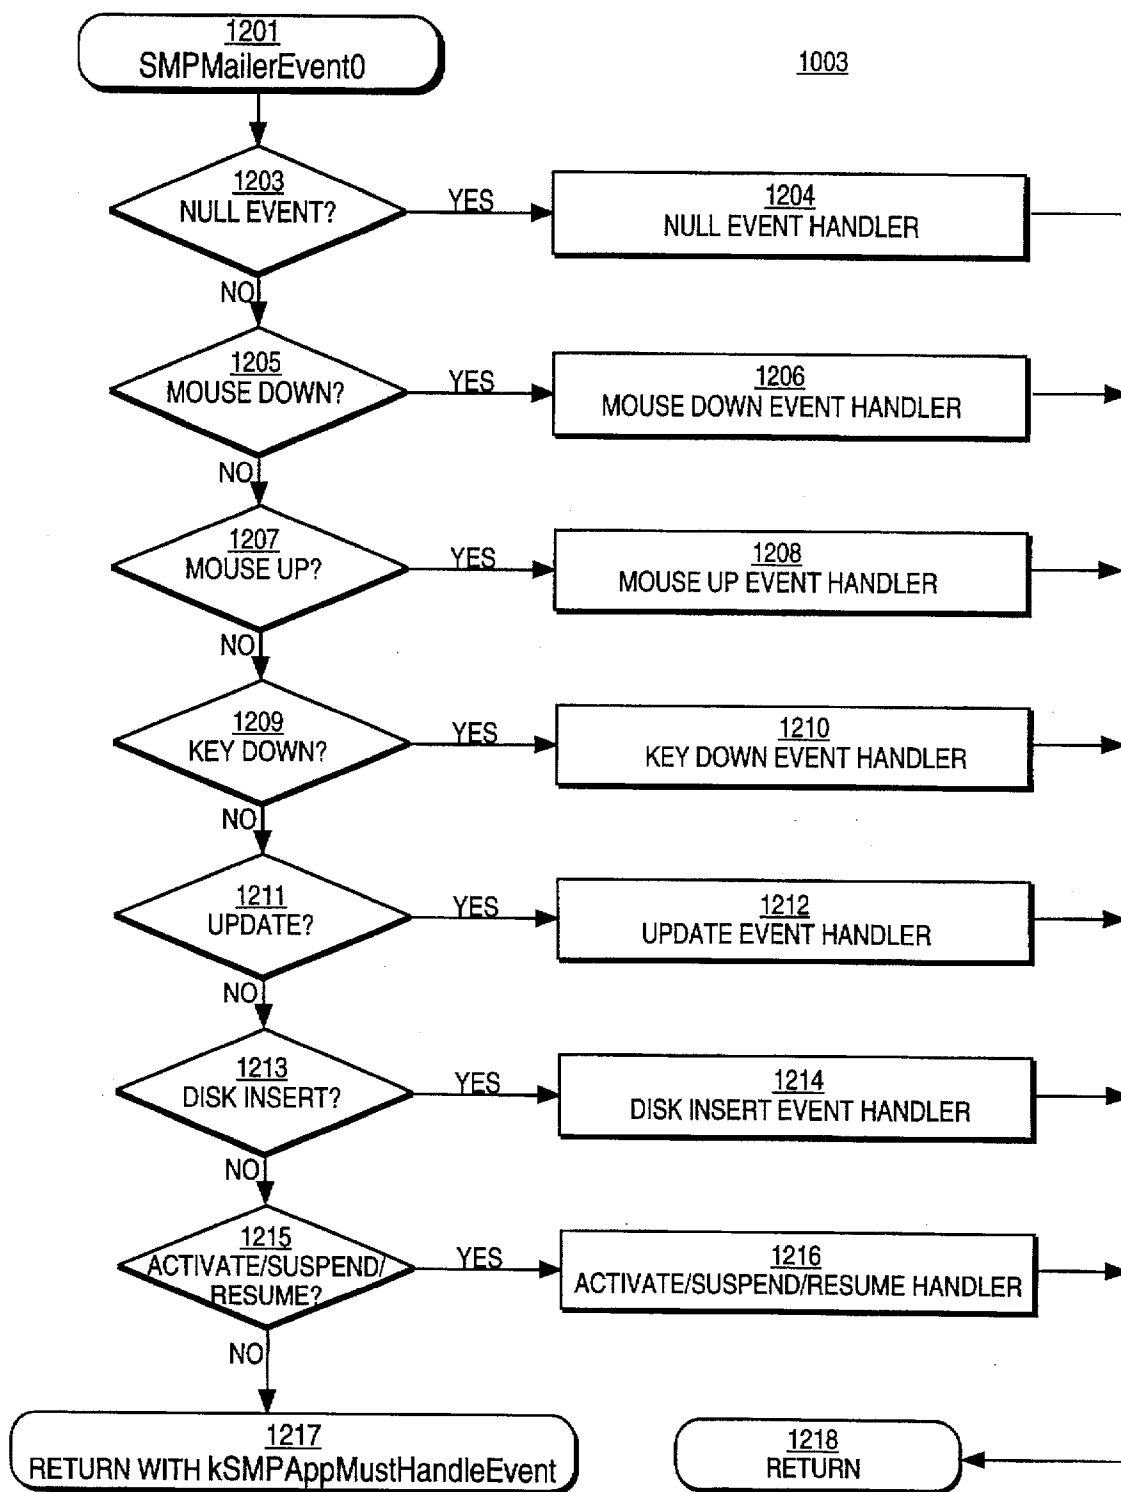 1201
SMPMailerEvent0
1003
1203
NULL EVENT?
YES
1204
NULL EVENT HANDLER
NO
1205
MOUSE DOWN?
YES
1206
MOUSE DOWN EVENT HANDLER
NO
1207
MOUSE UP?
YES
1208
MOUSE UP EVENT HANDLER
NO
1209
KEY DOWN?
YES
1210
KEY DOWN EVENT HANDLER
NO
1211
UPDATE?
YES
1212
UPDATE EVENT HANDLER
NO
1213
DISK INSERT?
YES
1214
DISK INSERT EVENT HANDLER
NO
1215
ACTIVATE/SUSPEND/
RESUME?
YES
1216
ACTIVATE/SUSPEND/RESUME HANDLER
NO
1217
RETURN WITH kSMPAppMustHandleEvent
1218
RETURN